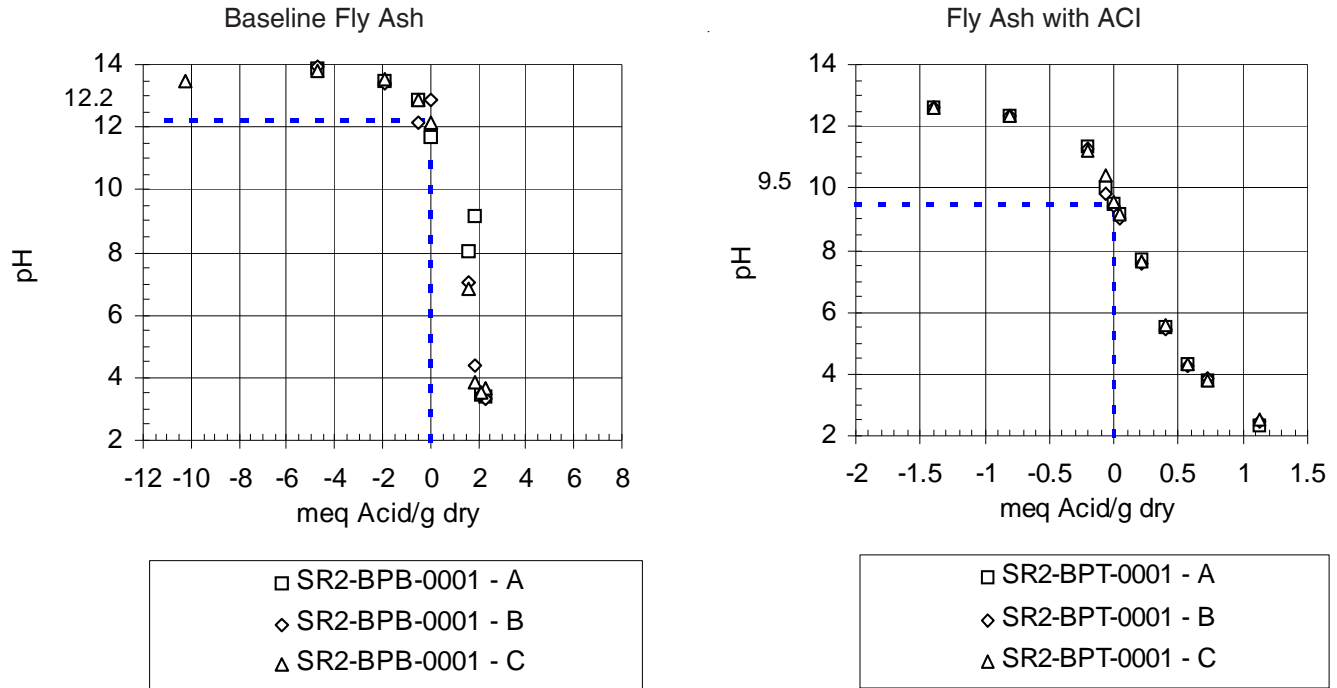 Baseline Fly Ash
14
12.2
12
10
8
6
4
2
pH
-12 -10 -8 -6 -4 -2 0 2 4 6 8
meq Acid/g dry
SR2-BPB-0001 - A
SR2-BPB-0001 - B
SR2-BPB-0001 - C
Fly Ash with ACI
14
12
10
9.5
8
6
4
2
pH
-2 -1.5 -1 -0.5 0 0.5 1 1.5
meq Acid/g dry
SR2-BPT-0001 - A
SR2-BPT-0001 - B
SR2-BPT-0001 - C